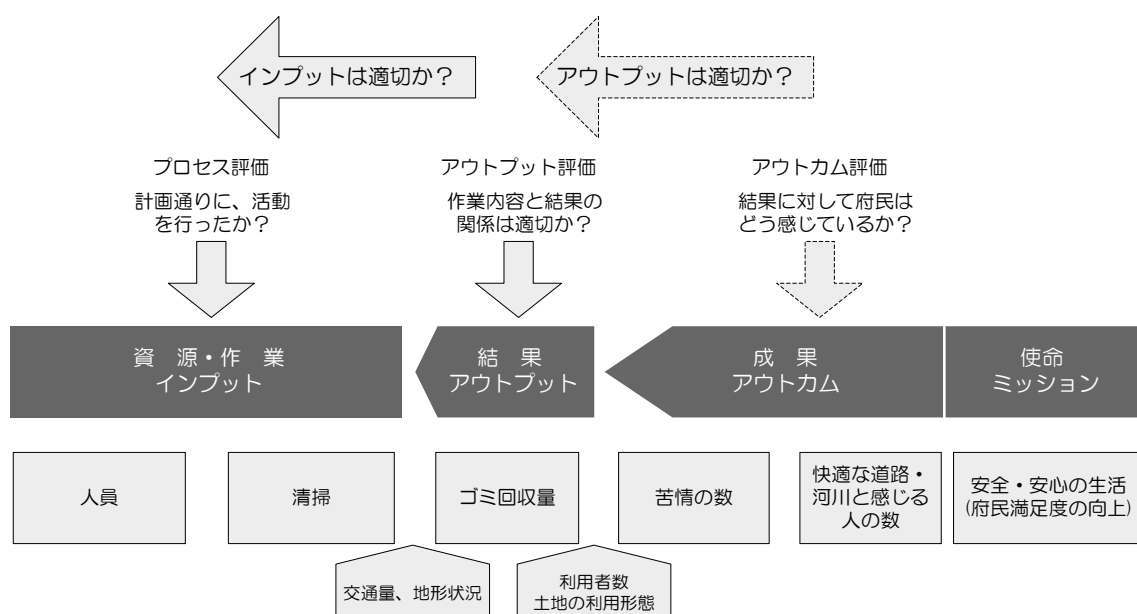 インプットは適切か？
アウトプットは適切か？
プロセス評価
計画通りに、活動
を行ったか？
アウトプット評価
作業内容と結果の
関係は適切か？
アウトカム評価
結果に対して府民は
どう感じているか？
資　源・作　業
インプット
結　果
アウトプット
成　果
アウトカム
使命
ミッション
人員
清掃
ゴミ回収量
苦情の数
快適な道路・
河川と感じる
人の数
安全・安心の生活
(府民満足度の向上)
交通量、地形状況
利用者数
土地の利用形態